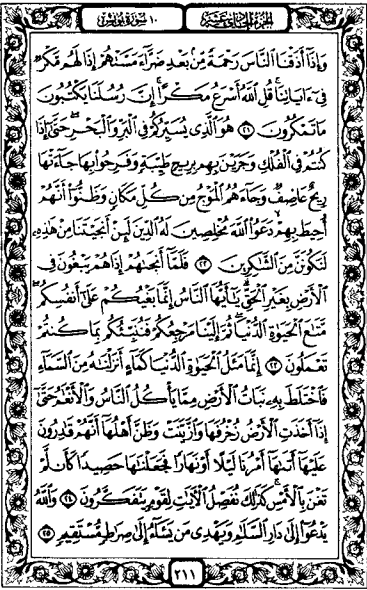 الجزء الحادي عشر ١٠ سورة يونس
وَإِذَآ أَذَقْنَا ٱلنَّاسَ رَحْمَةً مِّنۢ بَعْدِ ضَرَّآءَ مَسَّتْهُمْ إِذَا لَهُم مَّكْرٌ
فِىٓ ءَايَاتِنَا ۚ قُلِ ٱللَّهُ أَسْرَعُ مَكْرًا ۚ إِنَّ رُسُلَنَا يَكْتُبُونَ
مَا تَمْكُرُونَ ٢١ هُوَ ٱلَّذِى يُسَيِّرُكُمْ فِى ٱلْبَرِّ وَٱلْبَحْرِ ۖ حَتَّىٰٓ إِذَا
كُنتُمْ فِى ٱلْفُلْكِ وَجَرَيْنَ بِهِم بِرِيحٍ طَيِّبَةٍ وَفَرِحُوا۟ بِهَا جَآءَتْهَا
رِيحٌ عَاصِفٌ وَجَآءَهُمُ ٱلْمَوْجُ مِن كُلِّ مَكَانٍ وَظَنُّوٓا۟ أَنَّهُمْ
أُحِيطَ بِهِمْ ۙ دَعَوُا۟ ٱللَّهَ مُخْلِصِينَ لَهُ ٱلدِّينَ لَئِنْ أَنجَيْتَنَا مِنْ هَٰذِهِۦ
لَنَكُونَنَّ مِنَ ٱلشَّٰكِرِينَ ٢٢ فَلَمَّآ أَنجَىٰهُمْ إِذَا هُمْ يَبْغُونَ فِى
ٱلْأَرْضِ بِغَيْرِ ٱلْحَقِّ ۗ يَٰٓأَيُّهَا ٱلنَّاسُ إِنَّمَا بَغْيُكُمْ عَلَىٰٓ أَنفُسِكُم ۖ
مَّتَٰعَ ٱلْحَيَوٰةِ ٱلدُّنْيَا ۖ ثُمَّ إِلَيْنَا مَرْجِعُكُمْ فَنُنَبِّئُكُم بِمَا كُنتُمْ
تَعْمَلُونَ ٢٣ إِنَّمَا مَثَلُ ٱلْحَيَوٰةِ ٱلدُّنْيَا كَمَآءٍ أَنزَلْنَٰهُ مِنَ ٱلسَّمَآءِ
فَٱخْتَلَطَ بِهِۦ نَبَاتُ ٱلْأَرْضِ مِمَّا يَأْكُلُ ٱلنَّاسُ وَٱلْأَنْعَٰمُ حَتَّىٰٓ
إِذَآ أَخَذَتِ ٱلْأَرْضُ زُخْرُفَهَا وَٱزَّيَّنَتْ وَظَنَّ أَهْلُهَآ أَنَّهُمْ قَٰدِرُونَ
عَلَيْهَآ أَتَىٰهَآ أَمْرُنَا لَيْلًا أَوْ نَهَارًا فَجَعَلْنَٰهَا حَصِيدًا كَأَن لَّمْ
تَغْنَ بِٱلْأَمْسِ ۚ كَذَٰلِكَ نُفَصِّلُ ٱلْءَايَٰتِ لِقَوْمٍ يَتَفَكَّرُونَ ٢٤ وَٱللَّهُ
يَدْعُوٓا۟ إِلَىٰ دَارِ ٱلسَّلَٰمِ وَيَهْدِى مَن يَشَآءُ إِلَىٰ صِرَٰطٍ مُّسْتَقِيمٍ ٢٥
٢١١